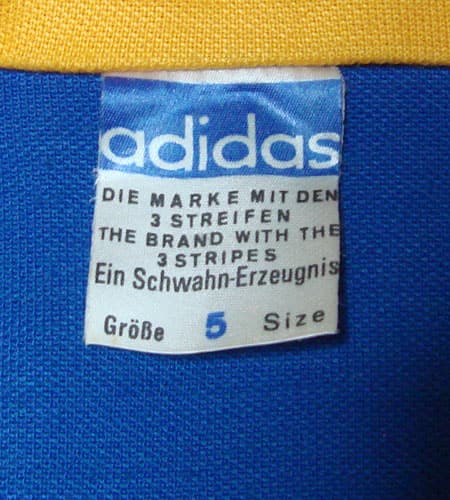 adidas
DIE MARKE MIT DEN
3 STREIFEN
THE BRAND WITH THE
3 STRIPES
Ein Schwahn-Erzeugnis
Größe 5 Size